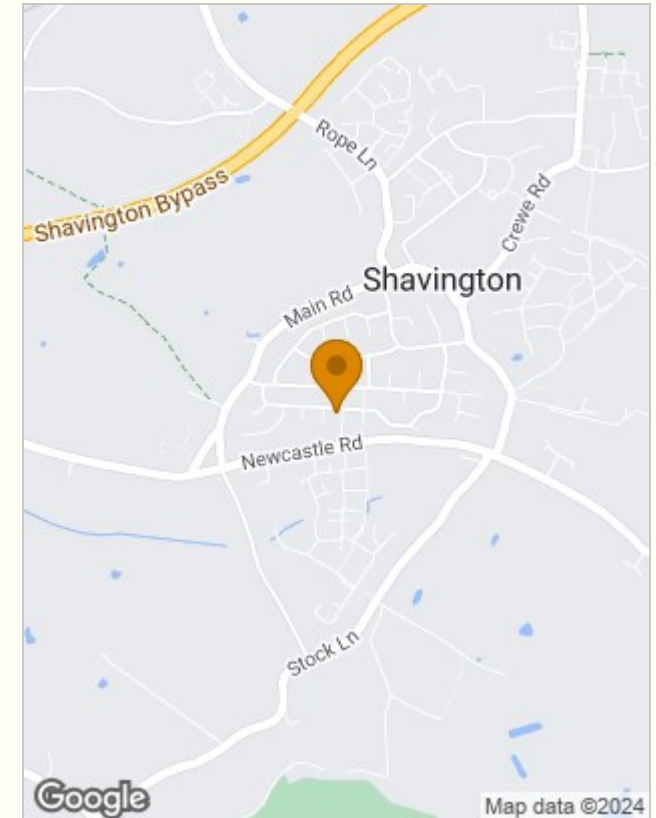 Rope Ln
Crewe Rd
Shavington Bypass
Shavington
Main Rd
Newcastle Rd
Stock Ln
Google
Map data ©2024